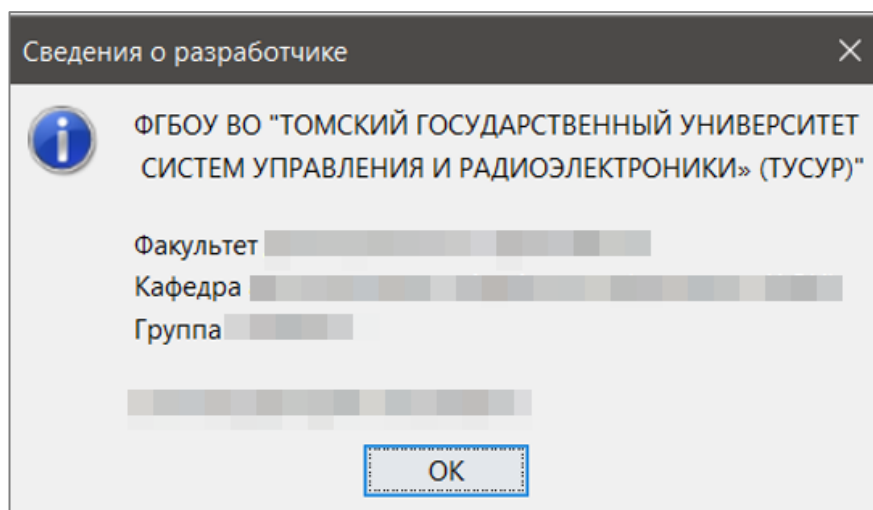 Сведения о разработчике
ФГБОУ ВО "ТОМСКИЙ ГОСУДАРСТВЕННЫЙ УНИВЕРСИТЕТ
СИСТЕМ УПРАВЛЕНИЯ И РАДИОЭЛЕКТРОНИКИ» (ТУСУР)"
Факультет
Кафедра
Группа
OK